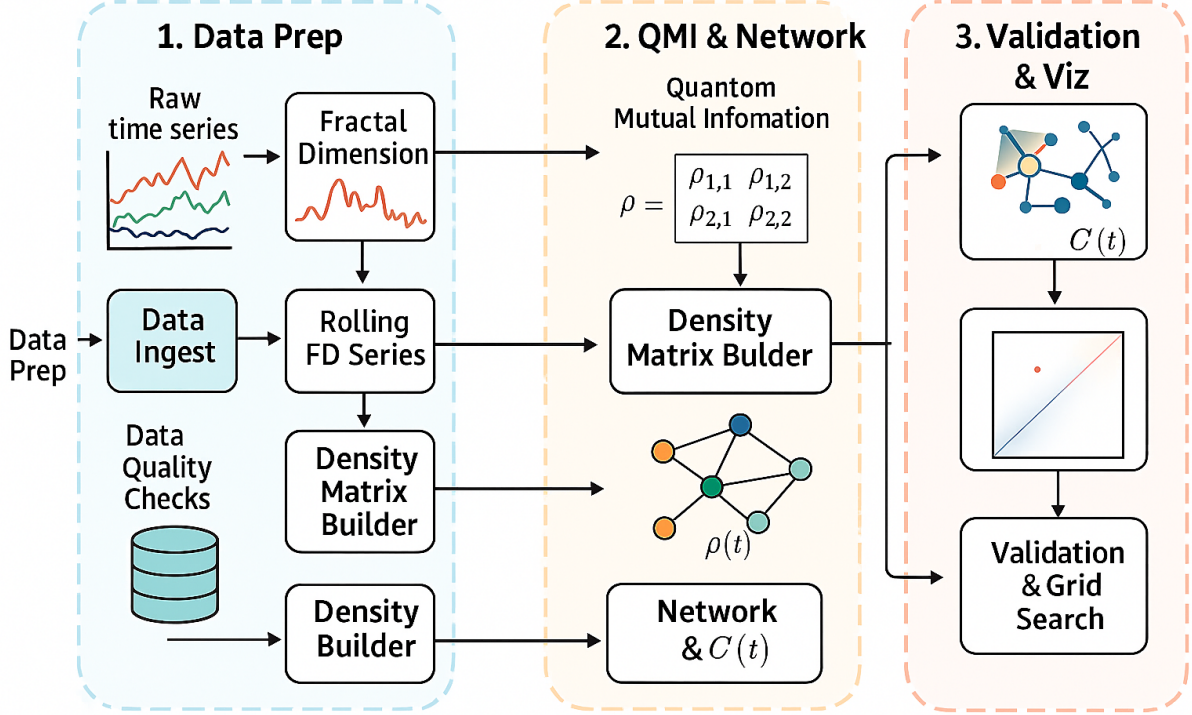 1. Data Prep
Raw
time series
Fractal
Dimension
Data
Prep
Data
Ingest
Rolling
FD Series
Data
Quality
Checks
Density
Matrix
Builder
Density
Builder
2. QMI & Network
Quantom
Mutual Infomation
ρ =
ρ1,1 ρ1,2
ρ2,1 ρ2,2
Density
Matrix Bulder
ρ(t)
Network
& C(t)
3. Validation
& Viz
C(t)
Validation
& Grid
Search